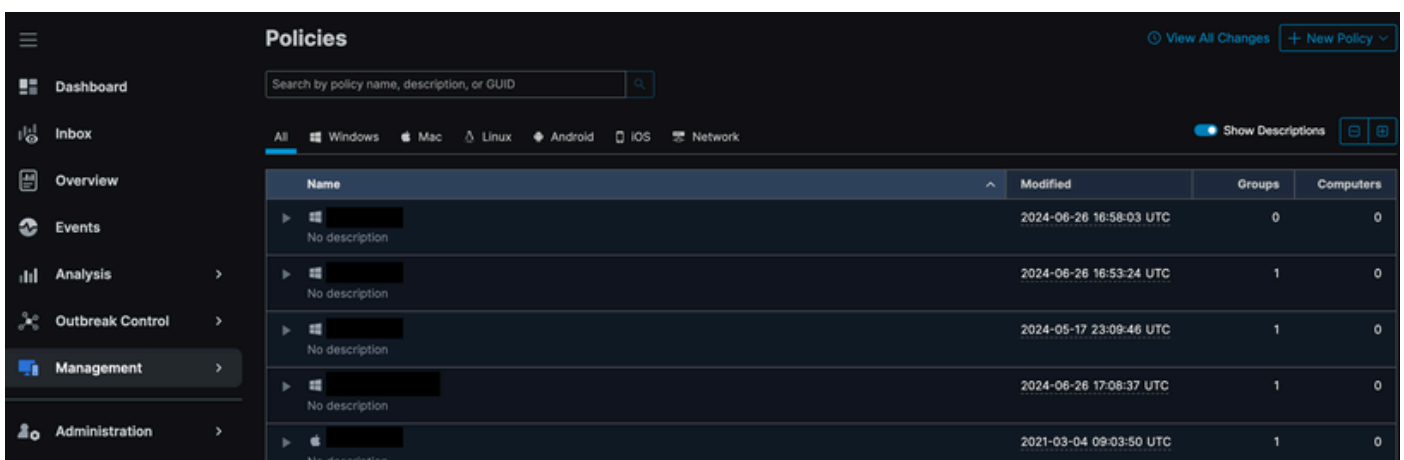 Policies
View All Changes
New Policy
Dashboard
Search by policy name, description, or GUID
Inbox
All Windows Mac Linux Android iOS Network
Show Descriptions
Overview
Name Modified Groups Computers
Events
2024-06-26 16:58:03 UTC 0 0
No description
Analysis
2024-06-26 16:53:24 UTC 1 0
No description
Outbreak Control
2024-05-17 23:09:46 UTC 1 0
No description
Management
2024-06-26 17:08:37 UTC 1 0
No description
Administration
2021-03-04 09:03:50 UTC 1 0
No description